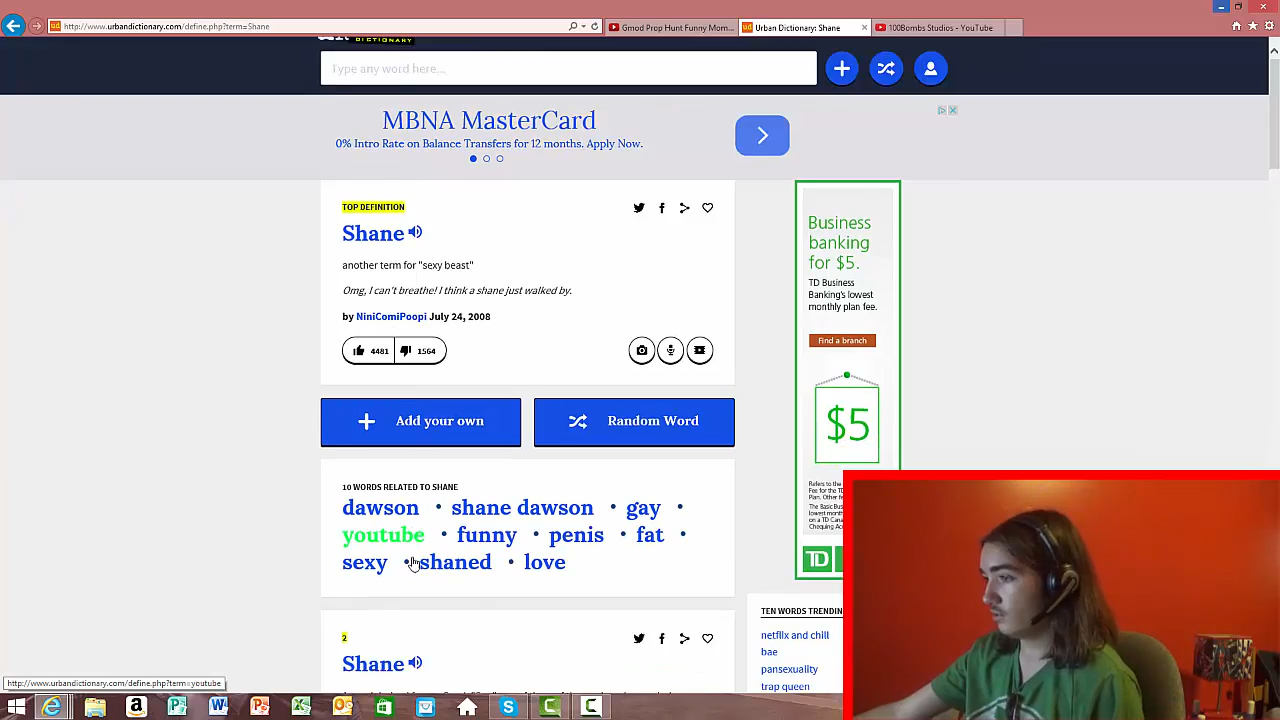 http://www.urbandictionary.com/define.php?term=Shane
Gmod Prop Hunt Funny Mom...
Urban Dictionary: Shane
100Bombs Studios - YouTube
DICTIONARY
Type any word here...
MBNA MasterCard
0% Intro Rate on Balance Transfers for 12 months. Apply Now.
TOP DEFINITION
Shane
another term for "sexy beast"
Omg, I can't breathe! I think a shane just walked by.
by NiniComiPoopi July 24, 2008
4481 1564
Add your own
Random Word
10 WORDS RELATED TO SHANE
dawson • shane dawson • gay •
youtube • funny • penis • fat •
sexy • shaned • love
2
Shane
Business
banking
for $5.
TD Business
Banking's lowest
monthly plan fee.
Find a branch
$5
TD
TEN WORDS TRENDING
netflix and chill
bae
pansexuality
trap queen
http://www.urbandictionary.com/define.php?term=youtube